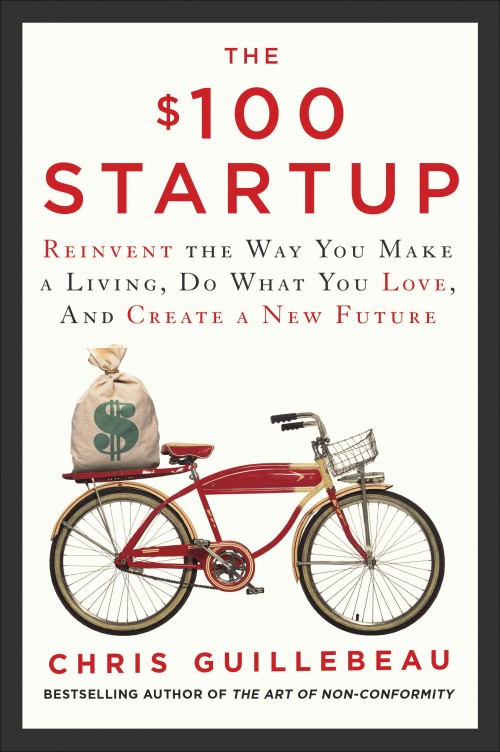 THE
$100
STARTUP
REINVENT THE WAY YOU MAKE
A LIVING, DO WHAT YOU LOVE,
AND CREATE A NEW FUTURE
$
CHRIS GUILLEBEAU
BESTSELLING AUTHOR OF THE ART OF NON-CONFORMITY